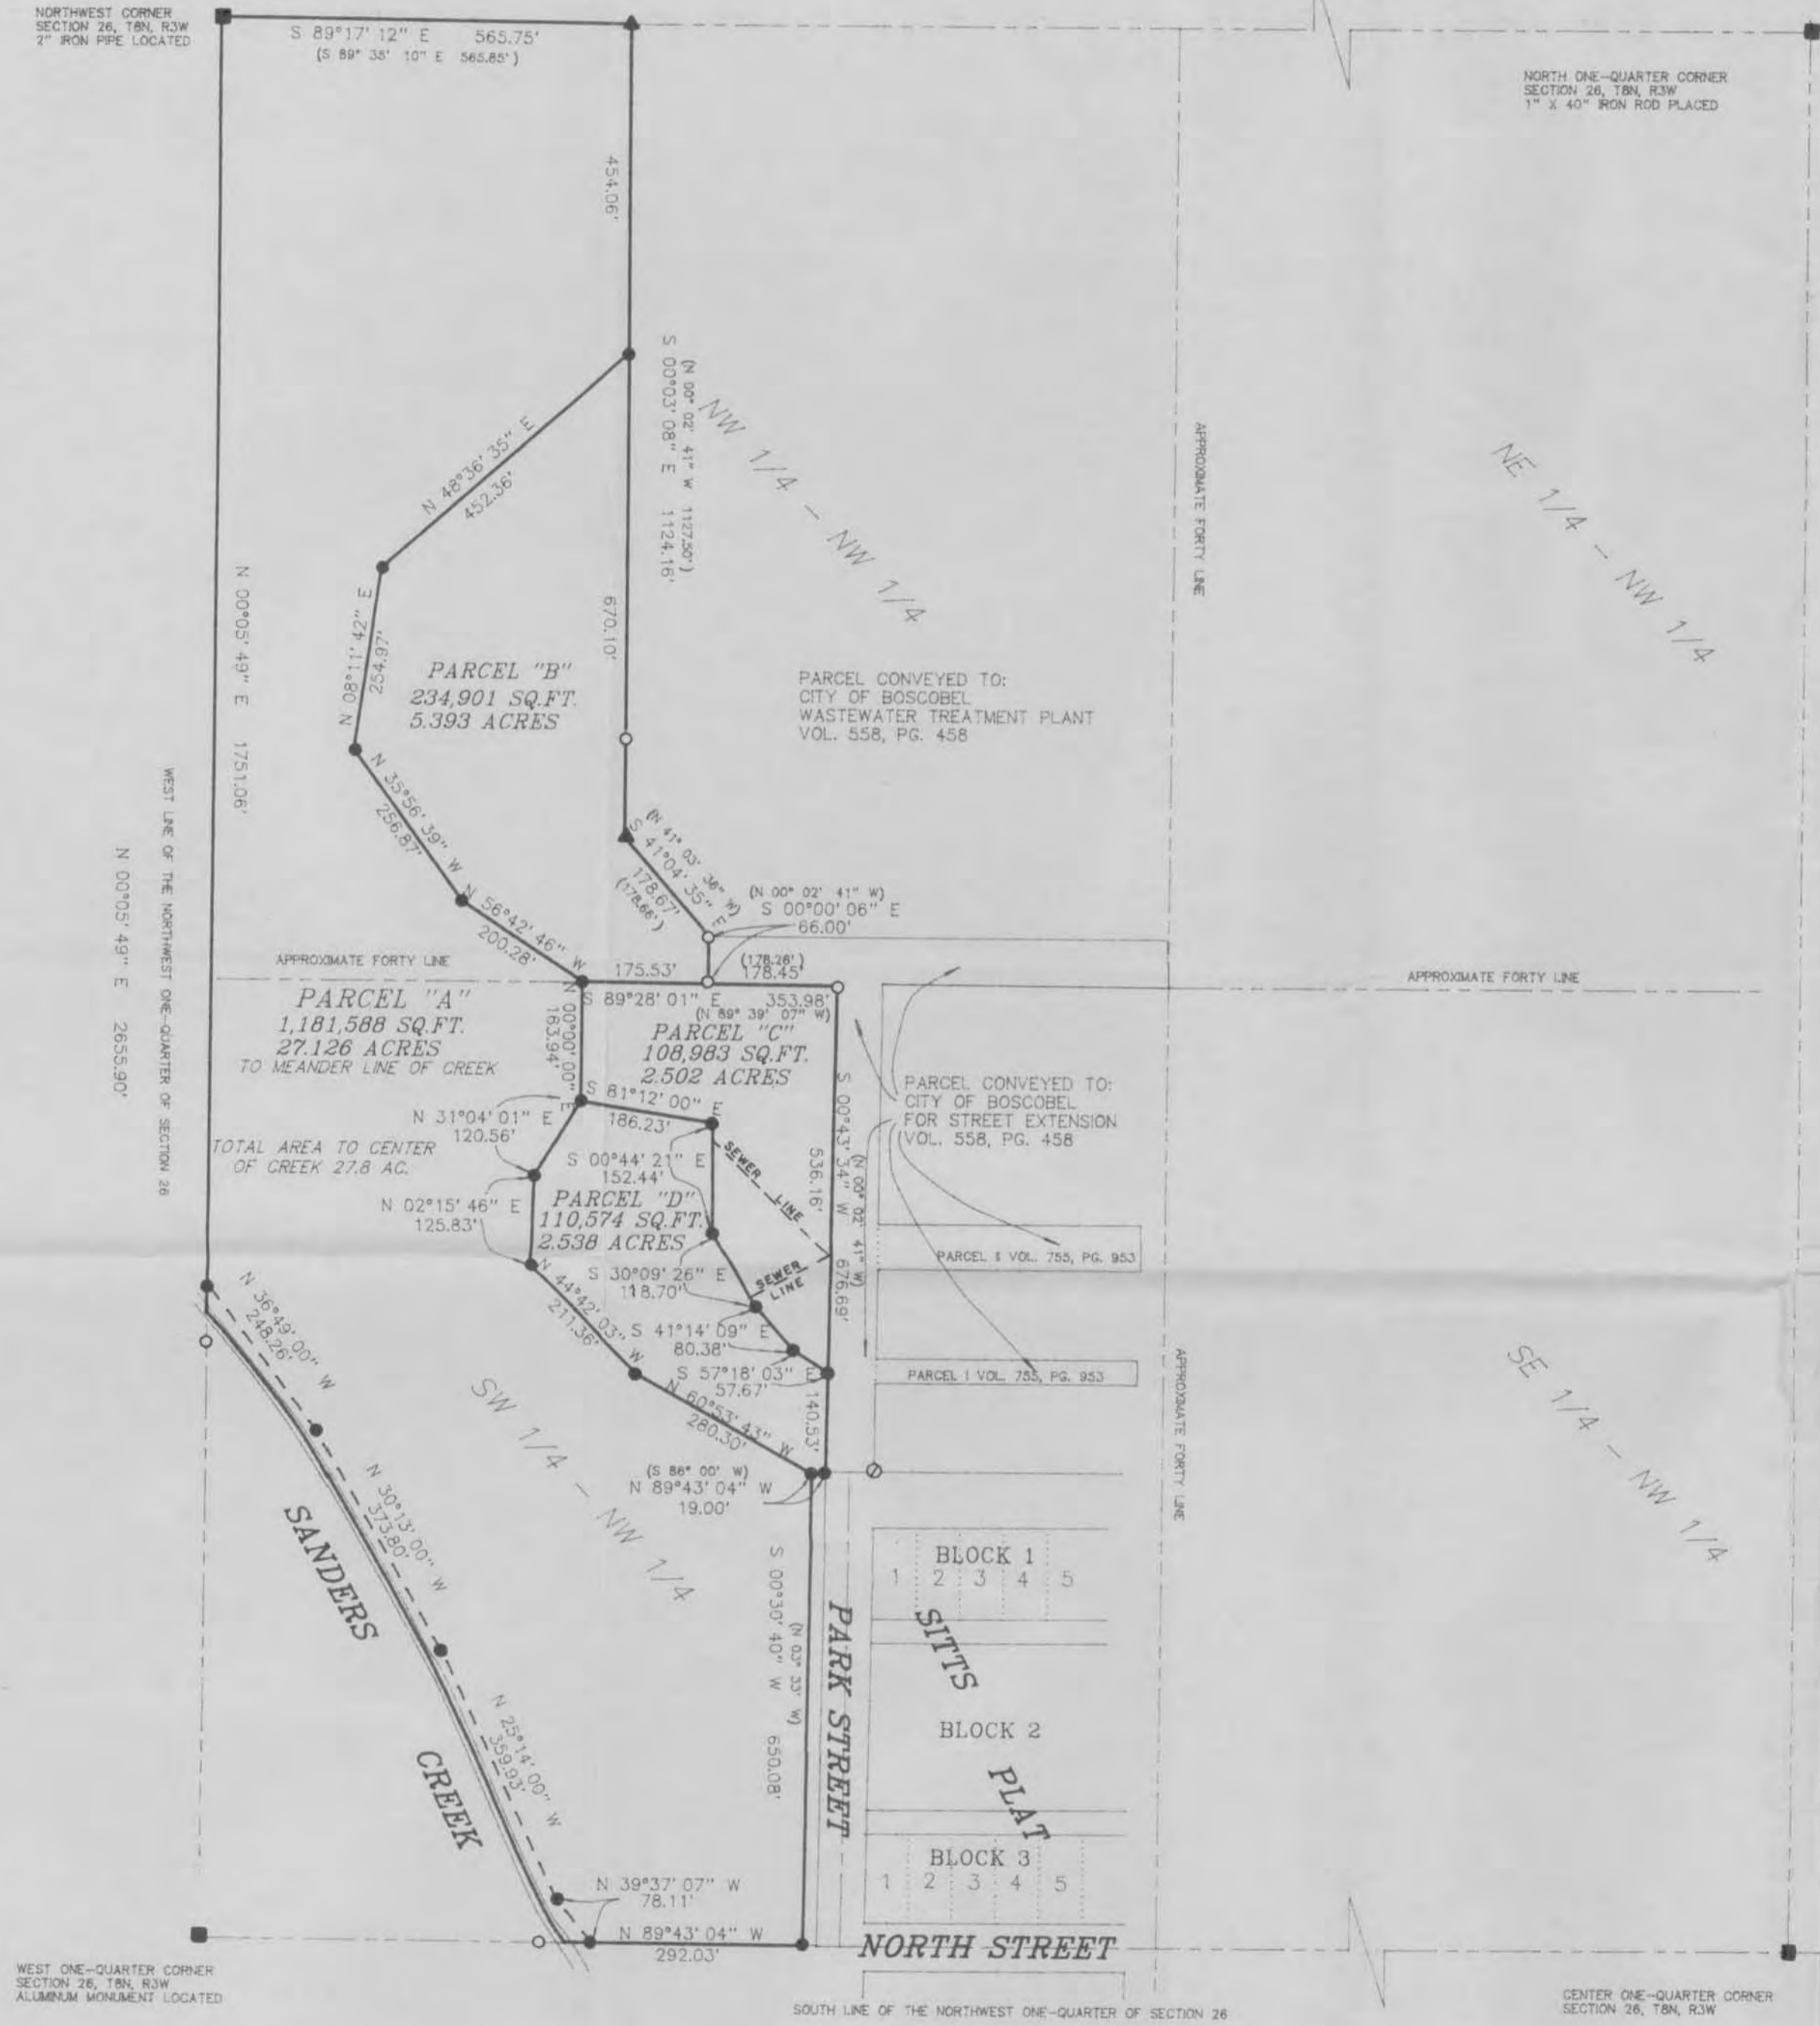 NORTHWEST CORNER
SECTION 26, T8N, R3W
2" IRON PIPE LOCATED
S 89°17' 12" E 565.75'
(S 89° 35' 10" E 565.85')
NORTH ONE-QUARTER CORNER
SECTION 26, T8N, R3W
1" X 40" IRON ROD PLACED
454.06'
(N 00° 02' 41" W 1127.50')
S 00°03' 08" E 1124.16'
NW 1/4 - NW 1/4
APPROXIMATE FORTY LINE
NE 1/4 - NW 1/4
N 48°36' 35" E
452.36'
N 00°05' 49" E 1751.06'
670.10'
N 08°11' 42" E
254.97'
PARCEL "B"
234,901 SQ.FT.
5.393 ACRES
PARCEL CONVEYED TO:
CITY OF BOSCOBEL
WASTEWATER TREATMENT PLANT
VOL. 558, PG. 458
N 35°56' 39" W
256.87'
WEST LINE OF THE NORTHWEST ONE-QUARTER OF SECTION 26
N 00°05' 49" E 2655.90'
(N 41° 03' 36" W)
S 41°04' 35" E
178.67'
(178.66')
(N 00° 02' 41" W)
S 00°00' 06" E
66.00'
N 56°42' 46" W
200.28'
APPROXIMATE FORTY LINE
175.53'
(178.26')
178.45'
APPROXIMATE FORTY LINE
PARCEL "A"
1,181,588 SQ.FT.
27.126 ACRES
TO MEANDER LINE OF CREEK
N 00°00' 00" E
163.94'
S 89°28' 01" E 353.98'
(N 89° 39' 07" W)
PARCEL "C"
108,983 SQ.FT.
2.502 ACRES
S 81°12' 00" E
186.23'
PARCEL CONVEYED TO:
CITY OF BOSCOBEL
FOR STREET EXTENSION
VOL. 558, PG. 458
N 31°04' 01" E
120.56'
TOTAL AREA TO CENTER
OF CREEK 27.8 AC.
S 00°44' 21" E
152.44'
SEWER LINE
536.16'
S 00°43' 34" W 676.69'
(N 00° 02' 41" W)
N 02°15' 46" E
125.83'
PARCEL "D"
110,574 SQ.FT.
2.538 ACRES
PARCEL VOL. 755, PG. 953
S 30°09' 26" E
118.70'
SEWER
LINE
N 44°42' 03" W
211.36'
N 36°49' 00" W
248.26'
S 41°14' 09" E
80.38'
S 57°18' 03" E
57.67'
PARCEL I VOL. 755, PG. 953
140.53'
N 60°53' 43" W
280.30'
APPROXIMATE FORTY LINE
SE 1/4 - NW 1/4
SW 1/4 - NW 1/4
(S 86° 00' W)
N 89°43' 04" W
19.00'
N 30°13' 00" W
373.80'
SANDERS
CREEK
S 00°30' 40" W 650.08'
(N 03° 33' W)
PARK STREET
BLOCK 1
1 2 3 4 5
SITTS
BLOCK 2
PLAT
N 25°14' 00" W
359.93'
BLOCK 3
1 2 3 4 5
N 39°37' 07" W
78.11'
N 89°43' 04" W
292.03'
NORTH STREET
WEST ONE-QUARTER CORNER
SECTION 26, T8N, R3W
ALUMINUM MONUMENT LOCATED
SOUTH LINE OF THE NORTHWEST ONE-QUARTER OF SECTION 26
CENTER ONE-QUARTER CORNER
SECTION 26, T8N, R3W